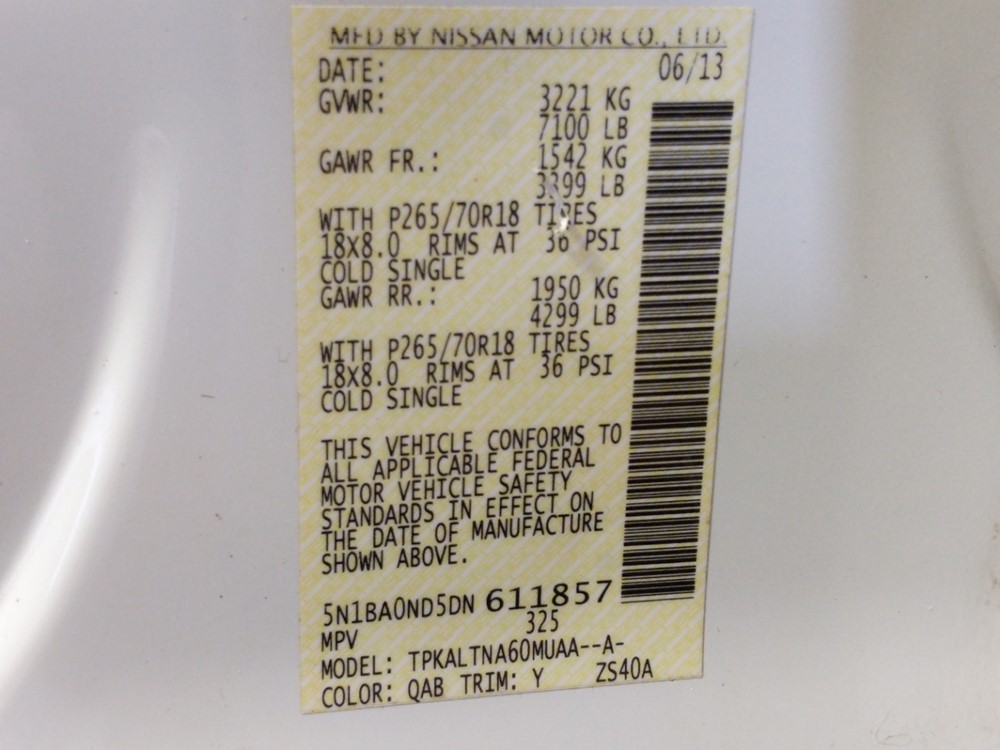 MFD BY NISSAN MOTOR CO., LTD.
DATE: 06/13
GVWR: 3221 KG
7100 LB
GAWR FR.: 1542 KG
3399 LB
WITH P265/70R18 TIRES
18X8.0 RIMS AT 36 PSI
COLD SINGLE
GAWR RR.: 1950 KG
4299 LB
WITH P265/70R18 TIRES
18X8.0 RIMS AT 36 PSI
COLD SINGLE
THIS VEHICLE CONFORMS TO
ALL APPLICABLE FEDERAL
MOTOR VEHICLE SAFETY
STANDARDS IN EFFECT ON
THE DATE OF MANUFACTURE
SHOWN ABOVE.
5N1BA0ND5DN 611857
MPV 325
MODEL: TPKALTNA60MUAA--A-
COLOR: QAB TRIM: Y ZS40A